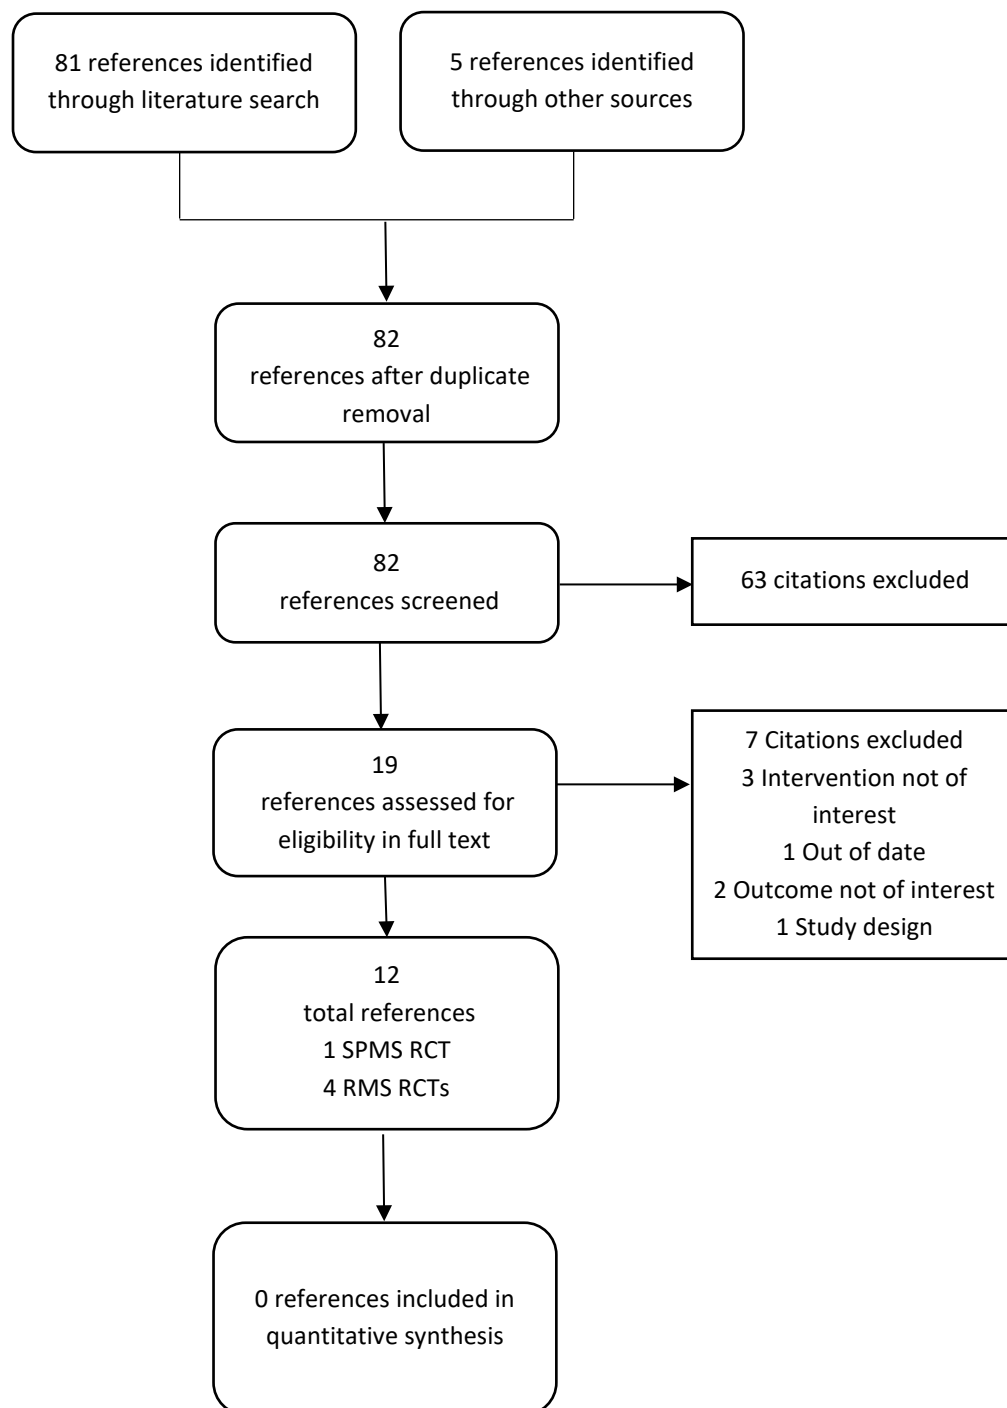 81 references identified
through literature search
5 references identified
through other sources
82
references after duplicate
removal
82
references screened
63 citations excluded
19
references assessed for
eligibility in full text
7 Citations excluded
3 Intervention not of
interest
1 Out of date
2 Outcome not of interest
1 Study design
12
total references
1 SPMS RCT
4 RMS RCTs
0 references included in
quantitative synthesis